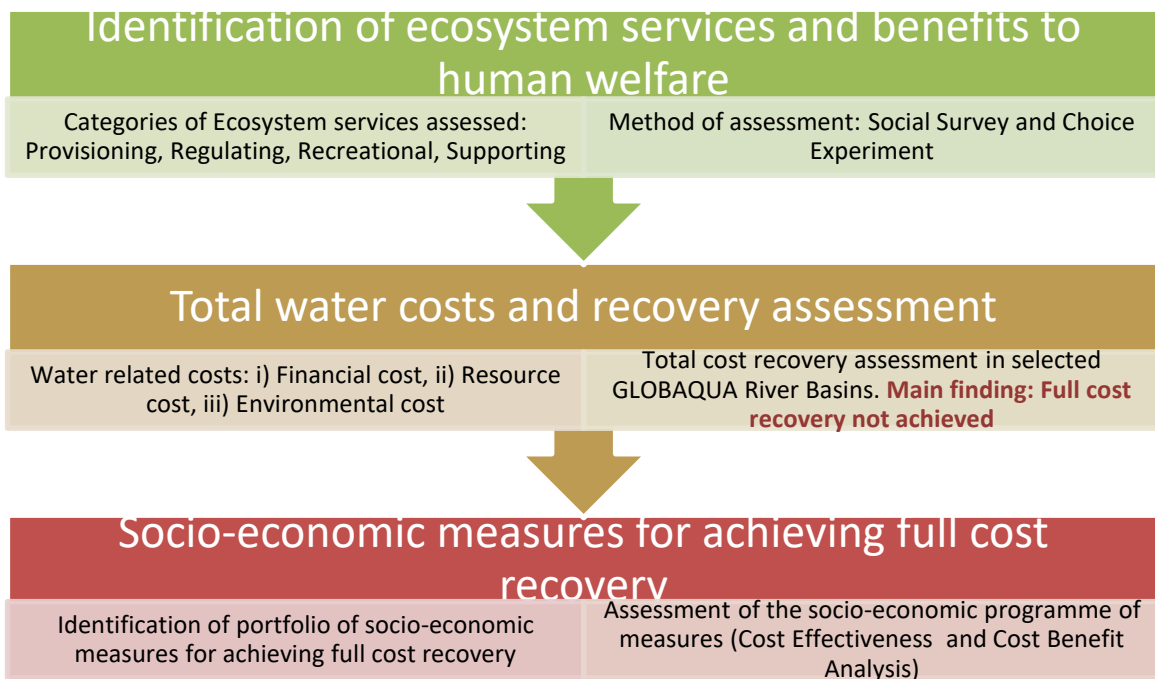 Identification of ecosystem services and benefits to
human welfare
Categories of Ecosystem services assessed:
Provisioning, Regulating, Recreational, Supporting
Method of assessment: Social Survey and Choice
Experiment
Total water costs and recovery assessment
Water related costs: i) Financial cost, ii) Resource
cost, iii) Environmental cost
Total cost recovery assessment in selected
GLOBAQUA River Basins. Main finding: Full cost
recovery not achieved
Socio-economic measures for achieving full cost
recovery
Identification of portfolio of socio-economic
measures for achieving full cost recovery
Assessment of the socio-economic programme of
measures (Cost Effectiveness and Cost Benefit
Analysis)